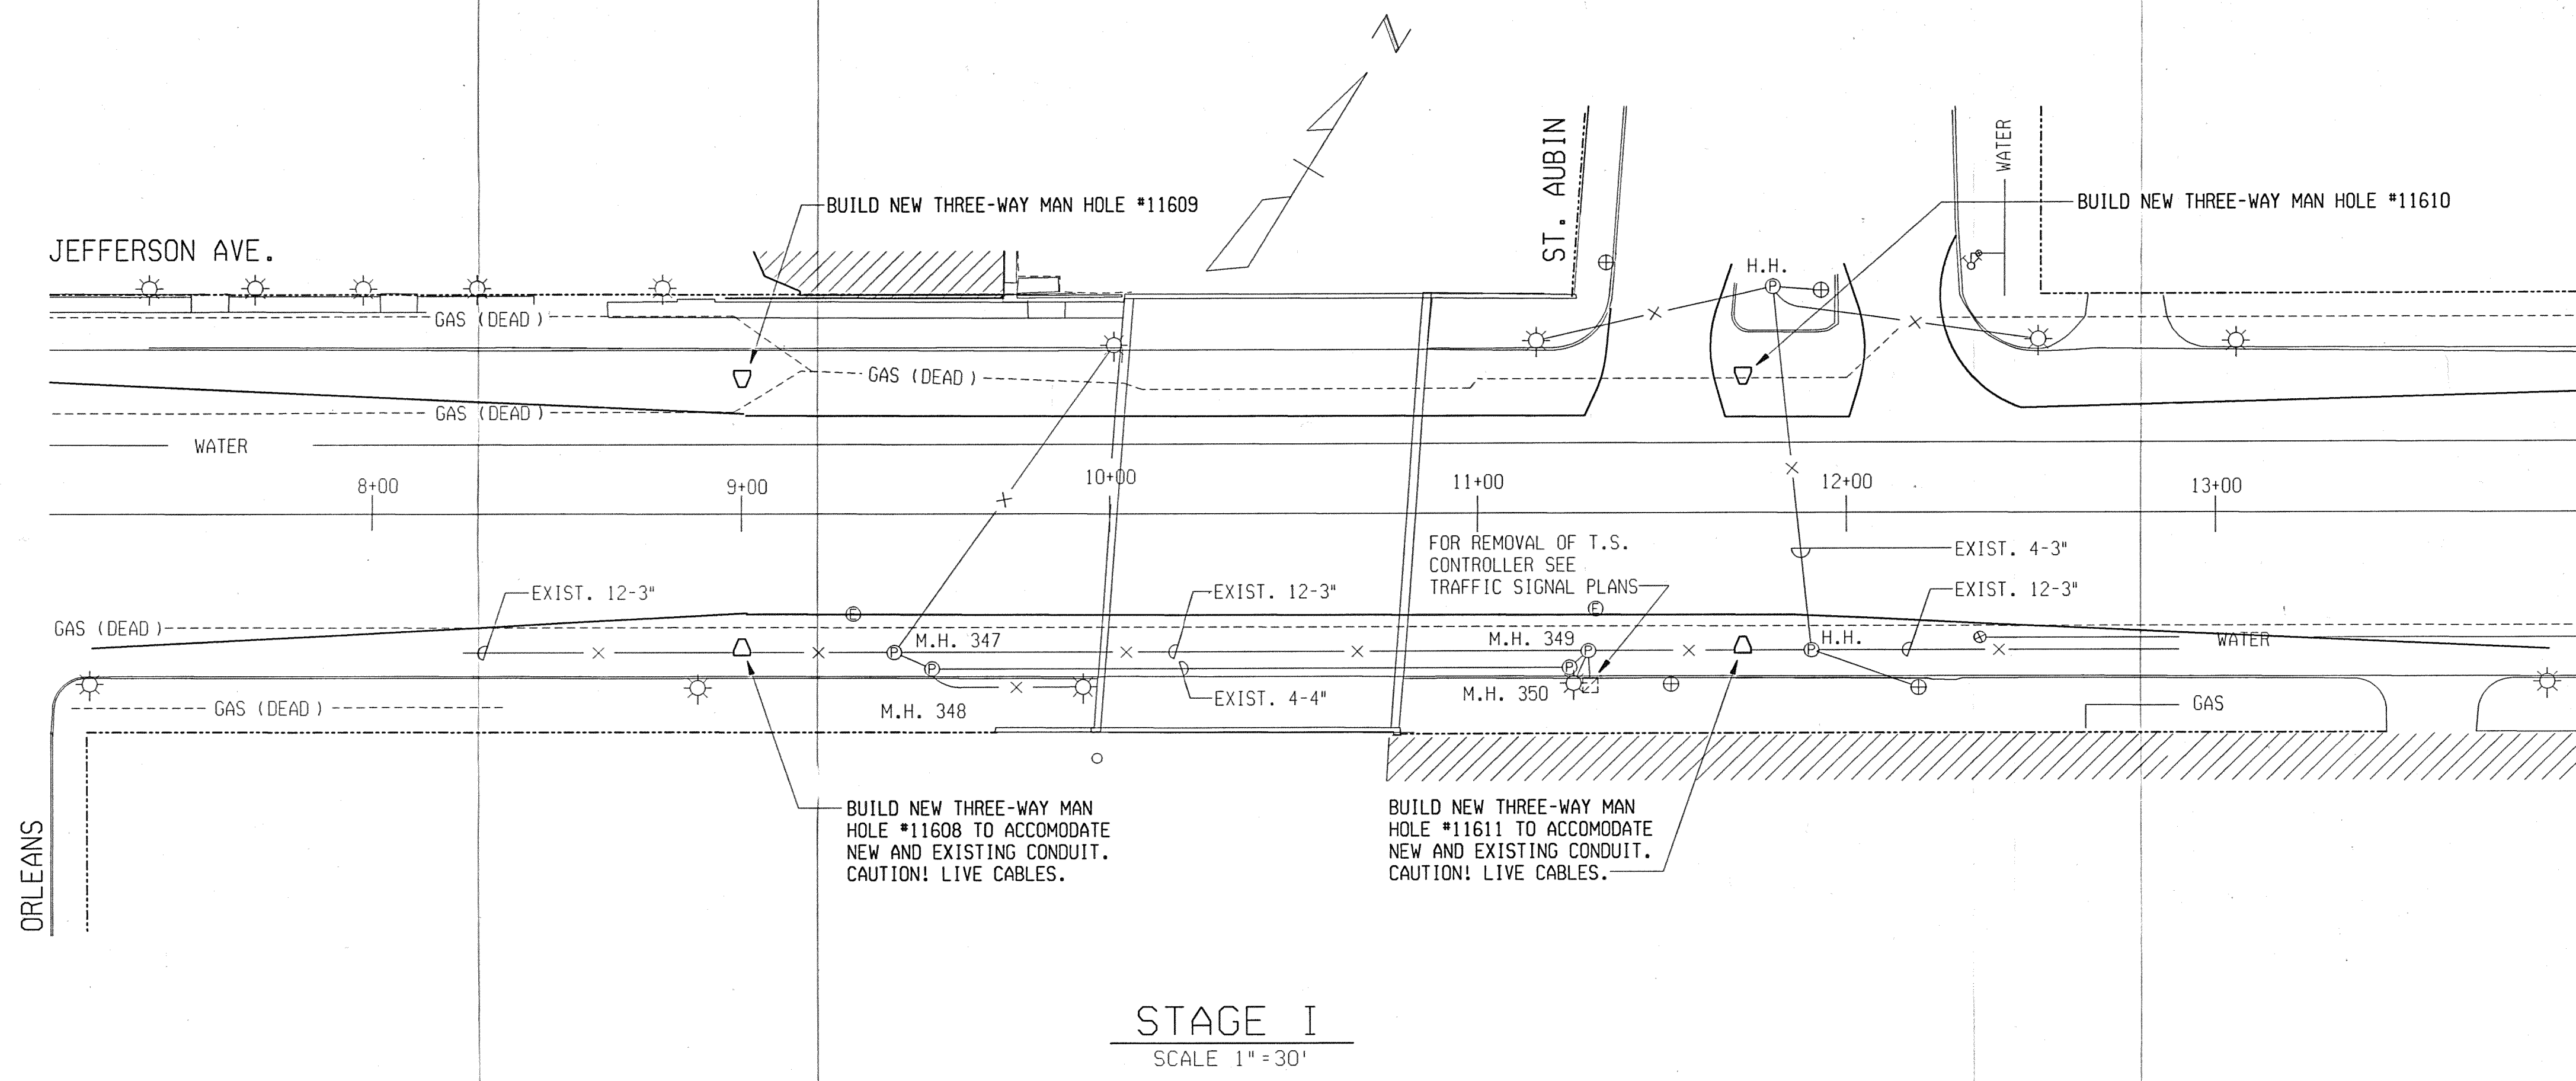 N
BUILD NEW THREE-WAY MAN HOLE #11609
ST. AUBIN
WATER
BUILD NEW THREE-WAY MAN HOLE #11610
JEFFERSON AVE.
H.H.
GAS (DEAD)
GAS (DEAD)
GAS (DEAD)
WATER
8+00
9+00
10+00
11+00
12+00
13+00
FOR REMOVAL OF T.S.
CONTROLLER SEE
TRAFFIC SIGNAL PLANS
EXIST. 4-3"
EXIST. 12-3"
EXIST. 12-3"
EXIST. 12-3"
E
E
GAS (DEAD)
P
M.H. 347
M.H. 349
P
H.H.
P
WATER
P
P
P
EXIST. 4-4"
M.H. 350
GAS (DEAD)
M.H. 348
GAS
BUILD NEW THREE-WAY MAN
HOLE #11608 TO ACCOMODATE
NEW AND EXISTING CONDUIT.
CAUTION! LIVE CABLES.
BUILD NEW THREE-WAY MAN
HOLE #11611 TO ACCOMODATE
NEW AND EXISTING CONDUIT.
CAUTION! LIVE CABLES.
ORLEANS
STAGE I
SCALE 1"=30'